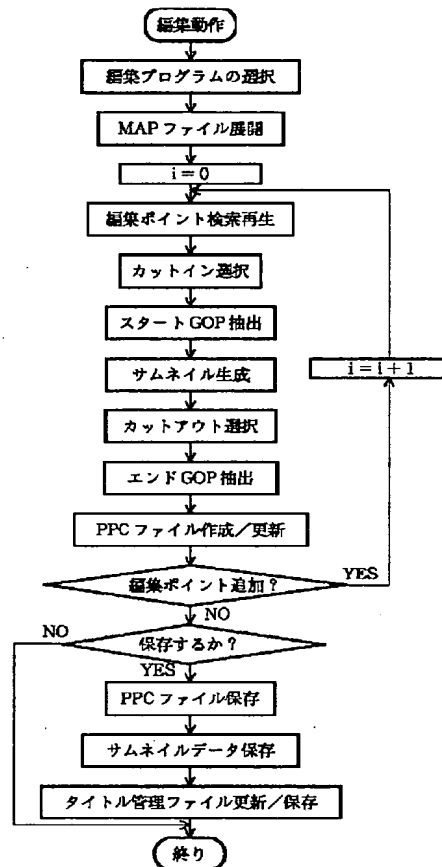 編集動作
編集プログラムの選択
MAPファイル展開
i=0
編集ポイント検索再生
カットイン選択
スタートGOP抽出
サムネイル生成
i=i+1
カットアウト選択
エンドGOP抽出
PPCファイル作成/更新
編集ポイント追加?
YES
NO
保存するか?
NO
YES
PPCファイル保存
サムネイルデータ保存
タイトル管理ファイル更新/保存
終り